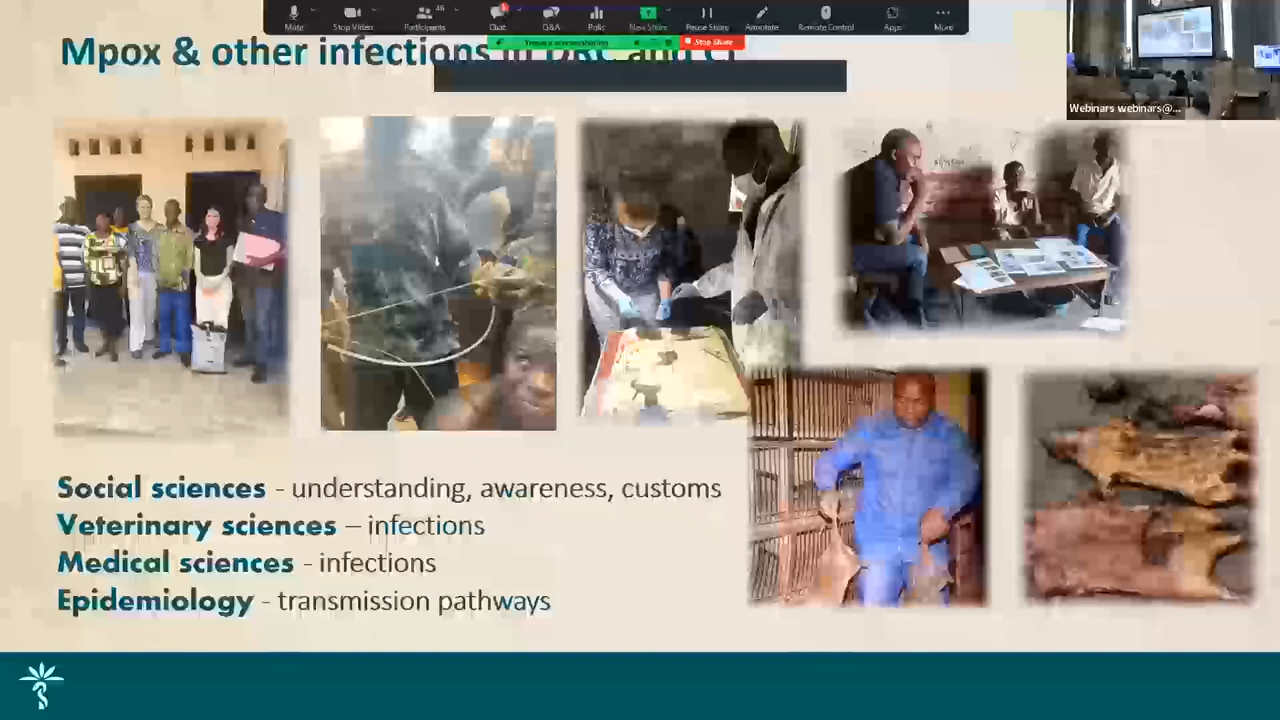 Mute
Stop Video
Participants
46
Chat
Q&A
Polls
New Share
Pause Share
Annotate
Remote Control
Apps
More
Stop Share
Mpox & other infections in DRC and
Webinars webinars@...
Social sciences - understanding, awareness, customs
Veterinary sciences – infections
Medical sciences - infections
Epidemiology - transmission pathways